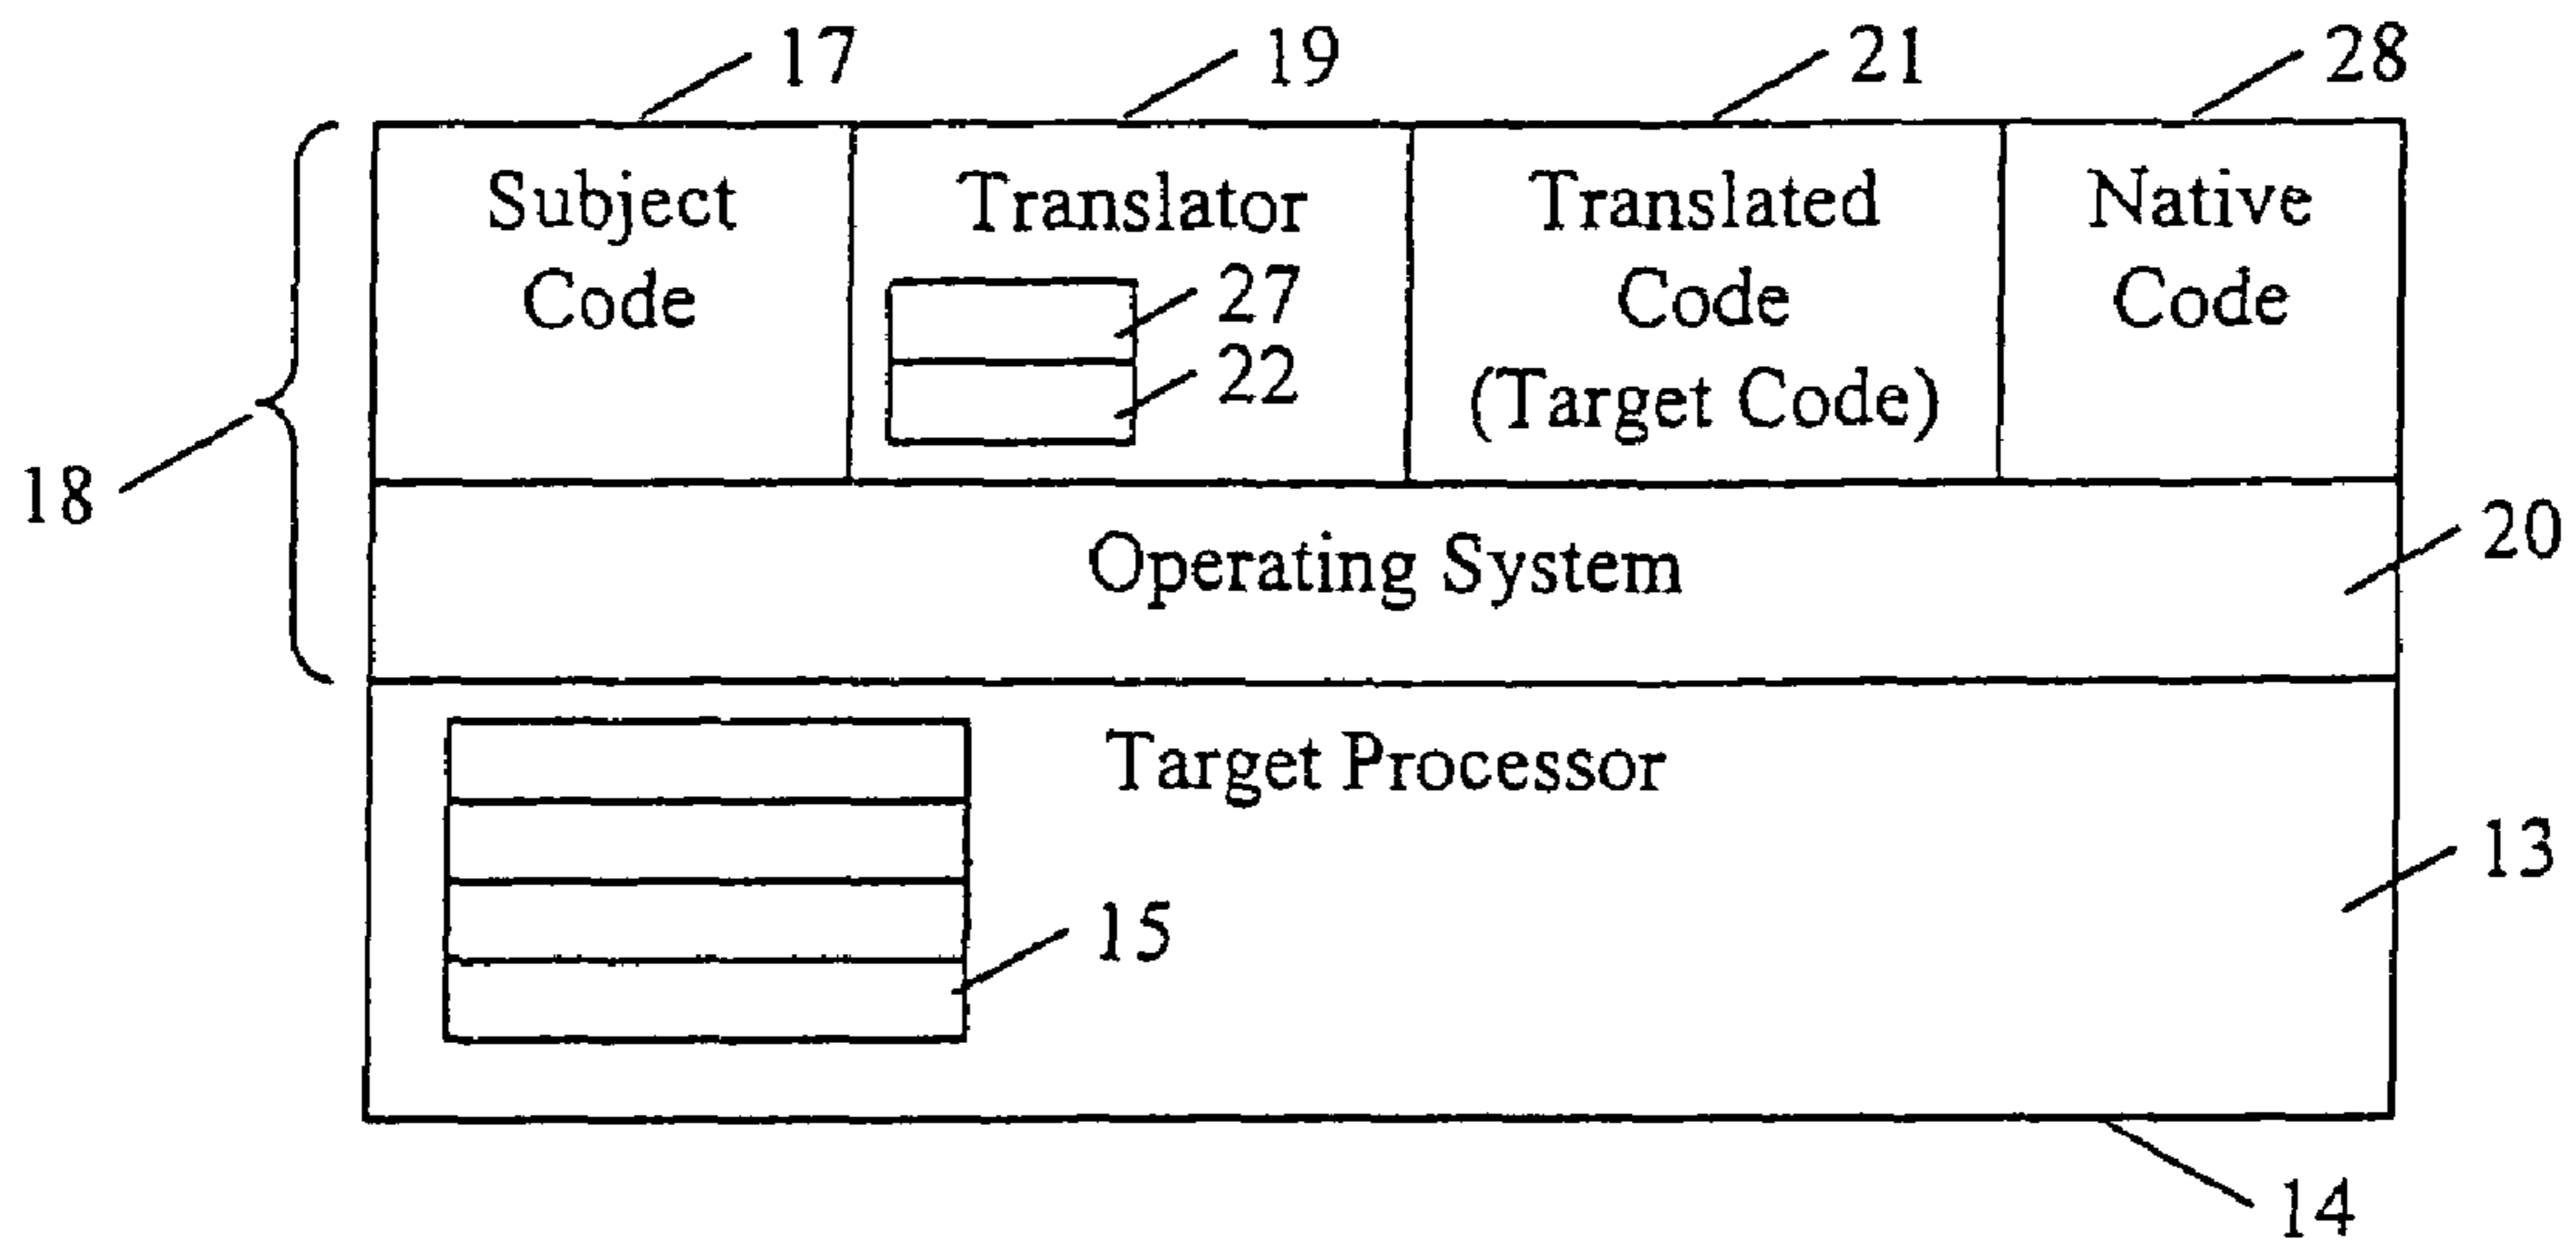 17
19
21
28
Subject
Code
Translator
27
22
Translated
Code
(Target Code)
Native
Code
18
Operating System
20
Target Processor
13
15
14